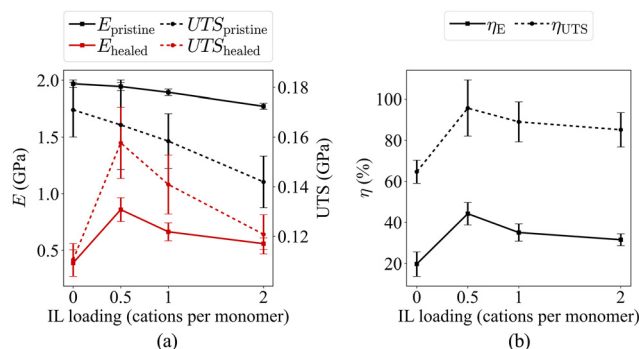 E_pristine UTS_pristine
E_healed UTS_healed
η_E η_UTS
2.0
1.5
1.0
0.5
E (GPa)
0.18
0.16
0.14
0.12
UTS (GPa)
0 0.5 1 2
IL loading (cations per monomer)
(a)
100
80
60
40
20
η (%)
0 0.5 1 2
IL loading (cations per monomer)
(b)